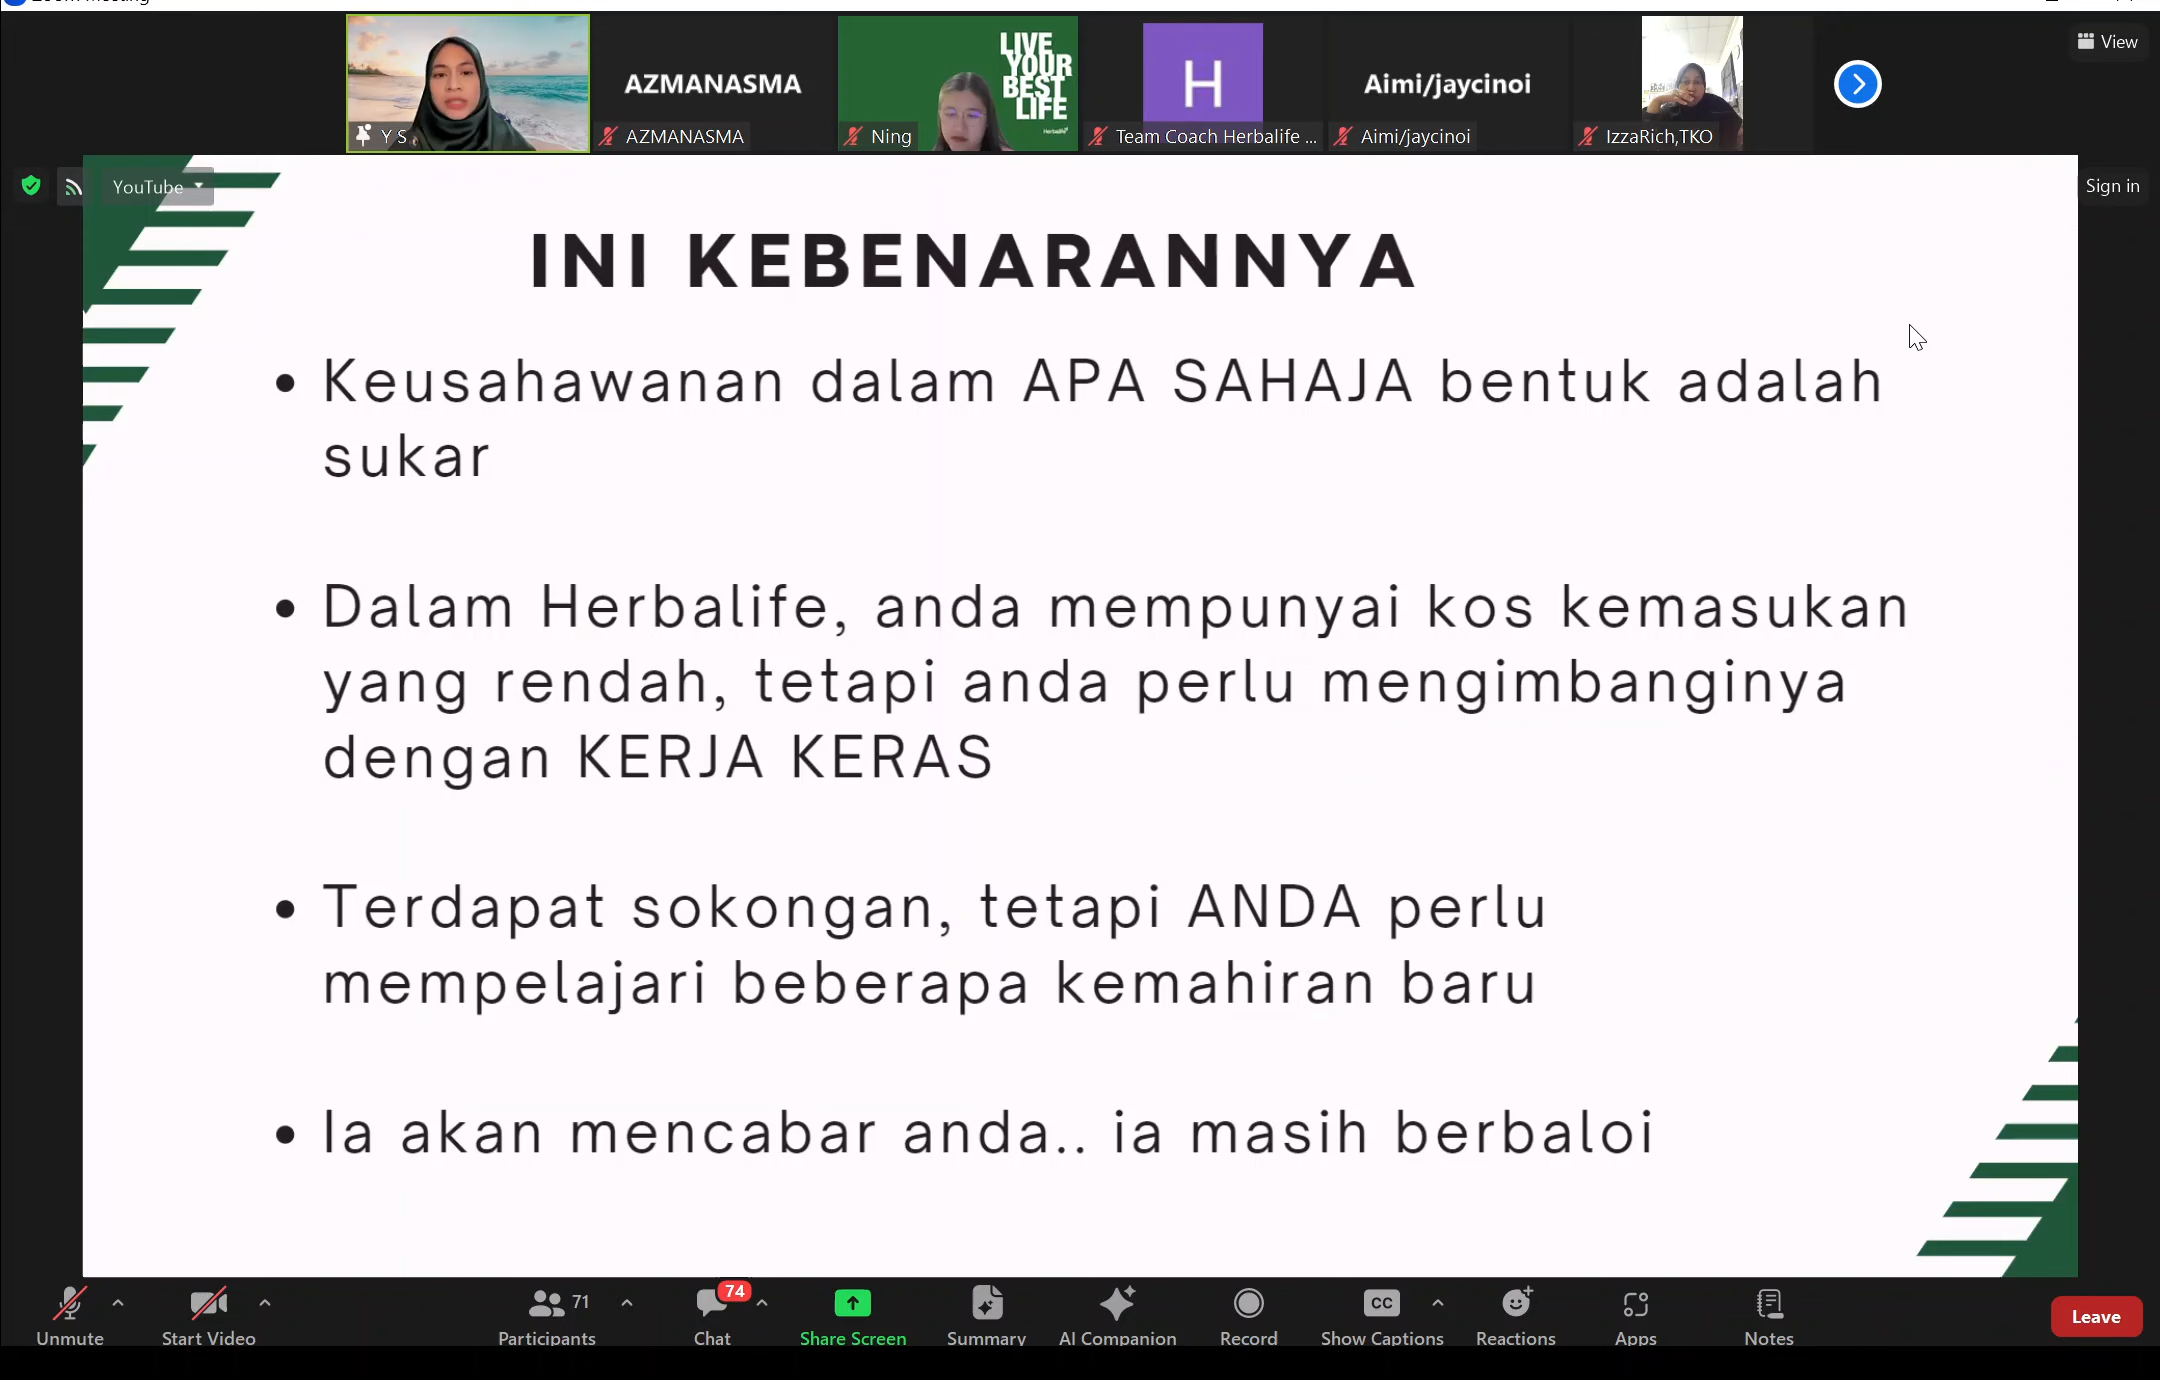 View
Y S
AZMANASMA
AZMANASMA
LIVE
YOUR
BEST
LIFE
Herbalife
Ning
H
Team Coach Herbalife ...
Aimi/jaycinoi
Aimi/jaycinoi
IzzaRich,TKO
YouTube
Sign in
INI KEBENARANNYA
• Keusahawanan dalam APA SAHAJA bentuk adalah
sukar
• Dalam Herbalife, anda mempunyai kos kemasukan
yang rendah, tetapi anda perlu mengimbanginya
dengan KERJA KERAS
• Terdapat sokongan, tetapi ANDA perlu
mempelajari beberapa kemahiran baru
• Ia akan mencabar anda.. ia masih berbaloi
71
74
CC
Unmute
Start Video
Participants
Chat
Share Screen
Summary
AI Companion
Record
Show Captions
Reactions
Apps
Notes
Leave